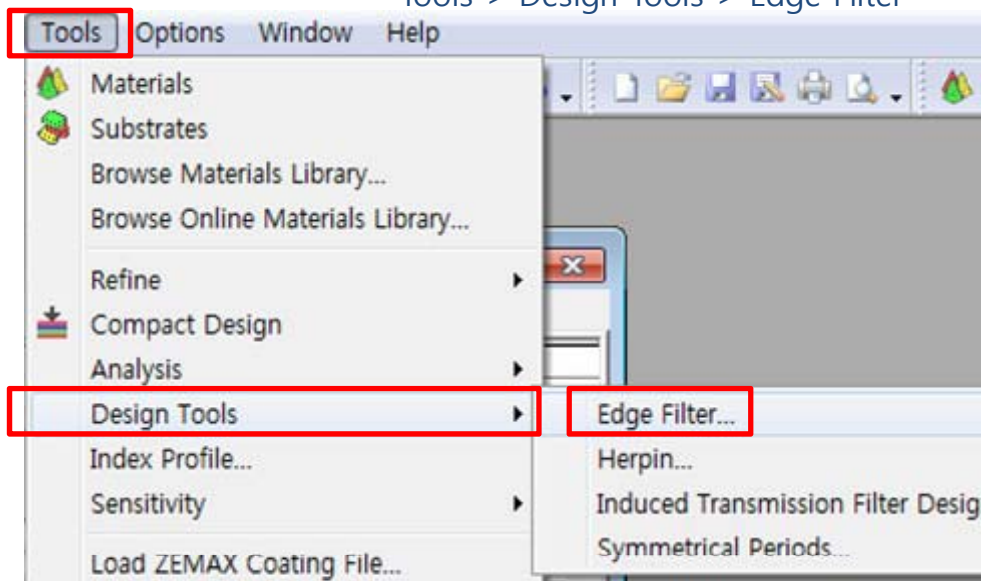 Tools > Design Tools > Edge Filter
Tools Options Window Help
Materials
Substrates
Browse Materials Library...
Browse Online Materials Library...
Refine
Compact Design
Analysis
Design Tools
Edge Filter...
Index Profile...
Herpin...
Sensitivity
Induced Transmission Filter Desig
Symmetrical Periods...
Load ZEMAX Coating File...